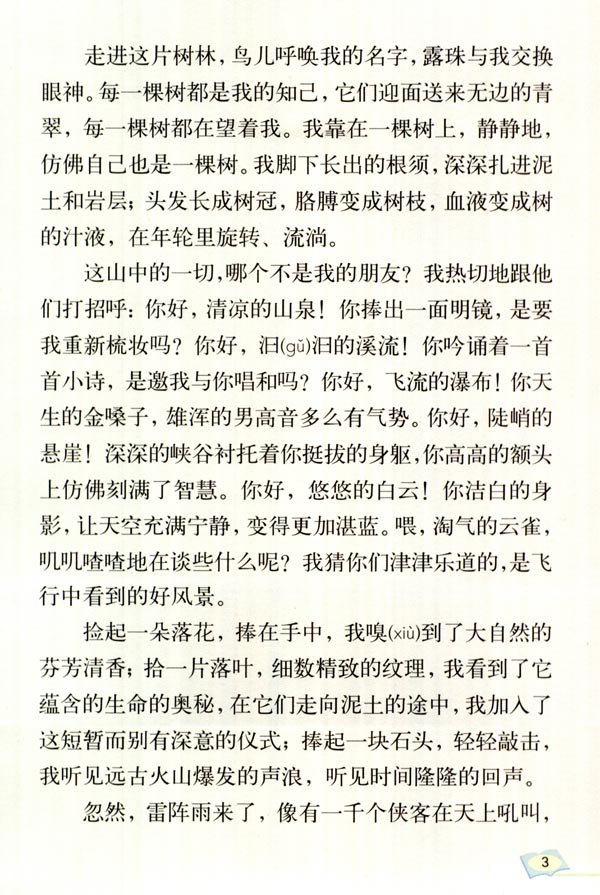 走进这片树林，鸟儿呼唤我的名字，露珠与我交换
眼神。每一棵树都是我的知己，它们迎面送来无边的青
翠，每一棵树都在望着我。我靠在一棵树上，静静地，
仿佛自己也是一棵树。我脚下长出的根须，深深扎进泥
土和岩层；头发长成树冠，胳膊变成树枝，血液变成树
的汁液，在年轮里旋转、流淌。
这山中的一切，哪个不是我的朋友？我热切地跟他
们打招呼：你好，清凉的山泉！你捧出一面明镜，是要
我重新梳妆吗？你好，汩(gǔ)汩的溪流！你吟诵着一首
首小诗，是邀我与你唱和吗？你好，飞流的瀑布！你天
生的金嗓子，雄浑的男高音多么有气势。你好，陡峭的
悬崖！深深的峡谷衬托着你挺拔的身躯，你高高的额头
上仿佛刻满了智慧。你好，悠悠的白云！你洁白的身
影，让天空充满宁静，变得更加湛蓝。喂，淘气的云雀，
叽叽喳喳地在谈些什么呢？我猜你们津津乐道的，是飞
行中看到的好风景。
捡起一朵落花，捧在手中，我嗅(xiù)到了大自然的
芬芳清香；拾一片落叶，细数精致的纹理，我看到了它
蕴含的生命的奥秘，在它们走向泥土的途中，我加入了
这短暂而别有深意的仪式；捧起一块石头，轻轻敲击，
我听见远古火山爆发的声浪，听见时间隆隆的回声。
忽然，雷阵雨来了，像有一千个侠客在天上吼叫，
3